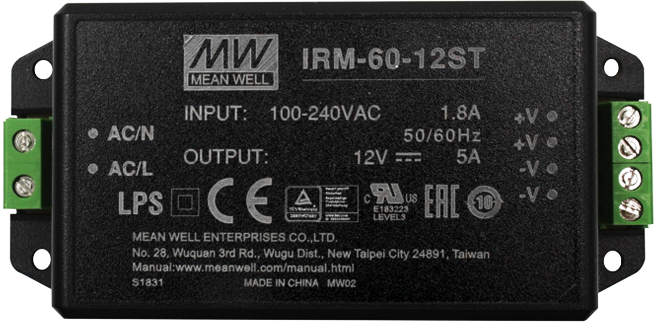 MW
MEAN WELL
IRM-60-12ST
INPUT: 100-240VAC 1.8A
50/60Hz
OUTPUT: 12V 5A
AC/N
AC/L
+V
+V
-V
-V
LPS CE c US EAC 10
E183223
LEVEL3
MEAN WELL ENTERPRISES CO.,LTD.
No. 28, Wuquan 3rd Rd., Wugu Dist., New Taipei City 24891, Taiwan
Manual:www.meanwell.com/manual.html
S1831 MADE IN CHINA MW02